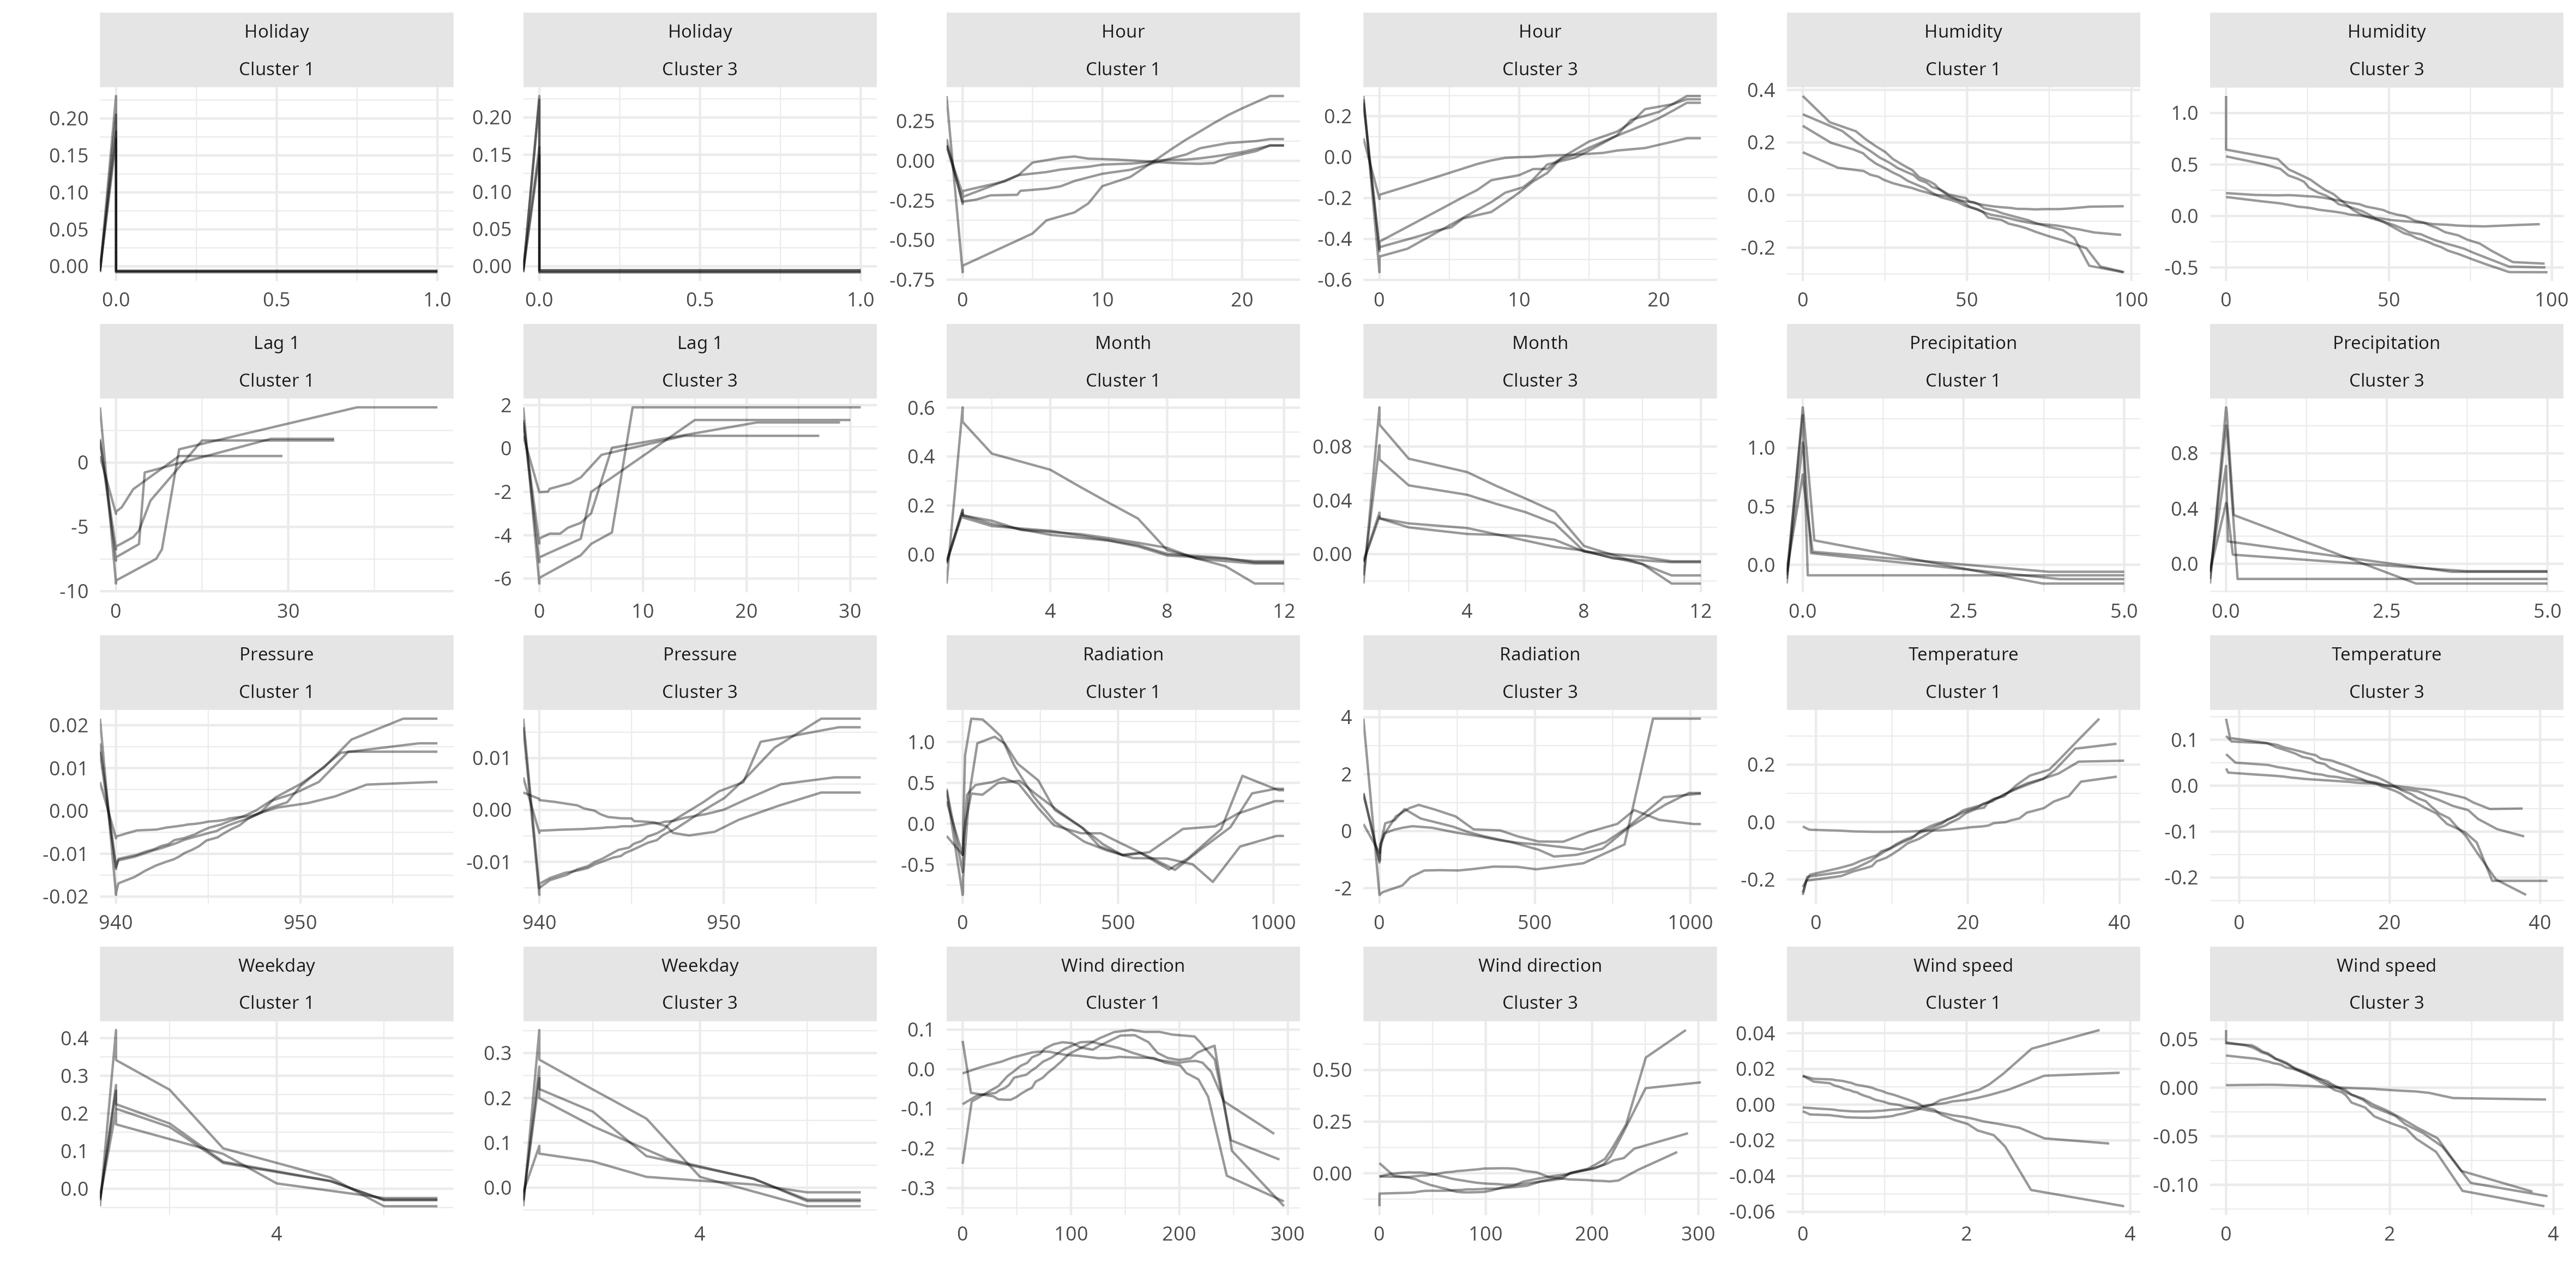 Holiday
Cluster 1
0.20
0.15
0.10
0.05
0.00
0.0 0.5 1.0
Holiday
Cluster 3
0.20
0.15
0.10
0.05
0.00
0.0 0.5 1.0
Hour
Cluster 1
0.25
0.00
-0.25
-0.50
-0.75
0 10 20
Hour
Cluster 3
0.2
0.0
-0.2
-0.4
-0.6
0 10 20
Humidity
Cluster 1
0.4
0.2
0.0
-0.2
0 50 100
Humidity
Cluster 3
1.0
0.5
0.0
-0.5
0 50 100
Lag 1
Cluster 1
0
-5
-10
0 30
Lag 1
Cluster 3
2
0
-2
-4
-6
0 10 20 30
Month
Cluster 1
0.6
0.4
0.2
0.0
4 8 12
Month
Cluster 3
0.08
0.04
0.00
4 8 12
Precipitation
Cluster 1
1.0
0.5
0.0
0.0 2.5 5.0
Precipitation
Cluster 3
0.8
0.4
0.0
0.0 2.5 5.0
Pressure
Cluster 1
0.02
0.01
0.00
-0.01
-0.02
940 950
Pressure
Cluster 3
0.01
0.00
-0.01
940 950
Radiation
Cluster 1
1.0
0.5
0.0
-0.5
0 500 1000
Radiation
Cluster 3
4
2
0
-2
0 500 1000
Temperature
Cluster 1
0.2
0.0
-0.2
0 20 40
Temperature
Cluster 3
0.1
0.0
-0.1
-0.2
0 20 40
Weekday
Cluster 1
0.4
0.3
0.2
0.1
0.0
4
Weekday
Cluster 3
0.3
0.2
0.1
0.0
4
Wind direction
Cluster 1
0.1
0.0
-0.1
-0.2
-0.3
0 100 200 300
Wind direction
Cluster 3
0.50
0.25
0.00
0 100 200 300
Wind speed
Cluster 1
0.04
0.02
0.00
-0.02
-0.04
-0.06
0 2 4
Wind speed
Cluster 3
0.05
0.00
-0.05
-0.10
0 2 4